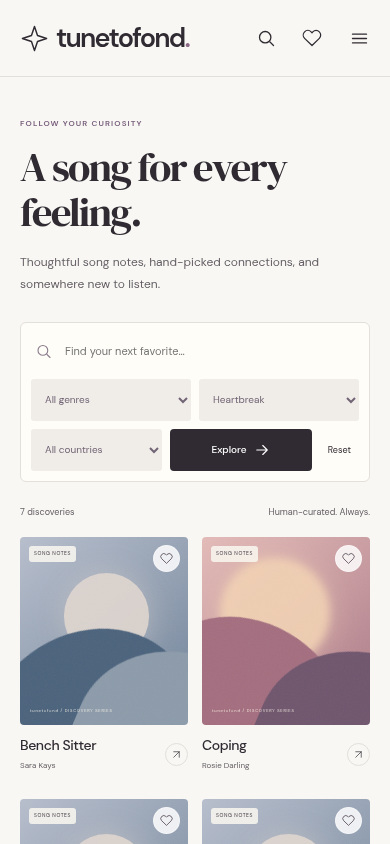 tunetofond.
FOLLOW YOUR CURIOSITY
A song for every
feeling.
Thoughtful song notes, hand-picked connections, and
somewhere new to listen.
Find your next favorite...
All genres
Heartbreak
All countries
Explore
Reset
7 discoveries
Human-curated. Always.
SONG NOTES
SONG NOTES
tunetofond / DISCOVERY SERIES
tunetofond / DISCOVERY SERIES
Bench Sitter
Coping
Sara Kays
Rosie Darling
SONG NOTES
SONG NOTES